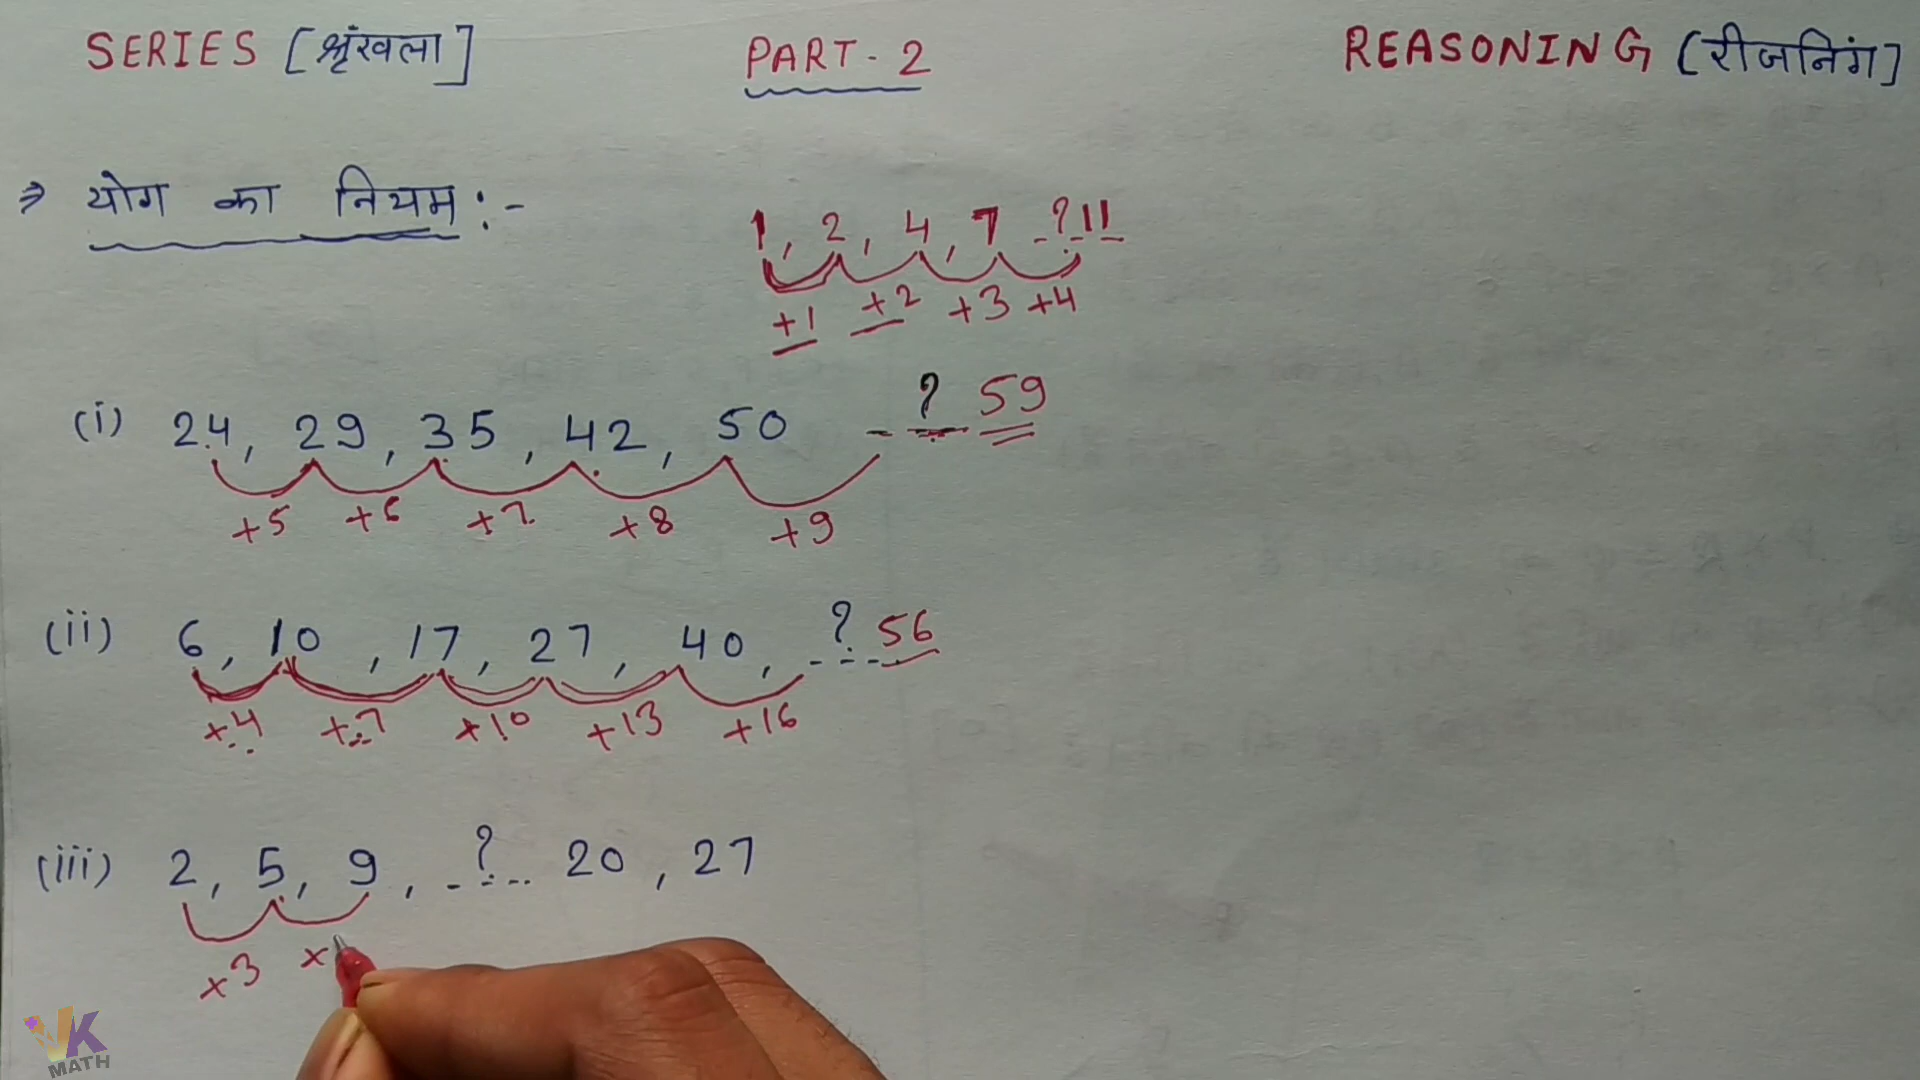 SERIES [श्रृंखला] PART-2 REASONING (रीजनिंग]
⇒ योग का नियम :-
1, 2, 4, 7 ? 11
+1 +2 +3 +4
(i) 24, 29, 35, 42, 50 ? 59
+5 +6 +7 +8 +9
(ii) 6, 10, 17, 27, 40, ? 56
+4 +7 +10 +13 +16
(iii) 2, 5, 9, ? 20, 27
+3 +
VK
MATH